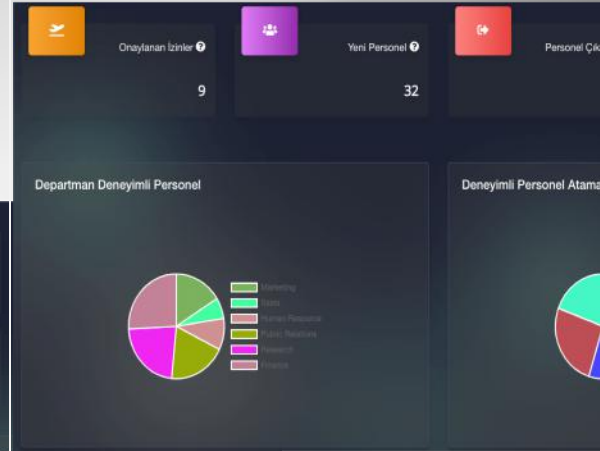 Onaylanan İzinler
9
Yeni Personel
32
Personel Çık
Departman Deneyimli Personel
Marketing
Sales
Human Resource
Public Relations
Research
Finance
Deneyimli Personel Atama